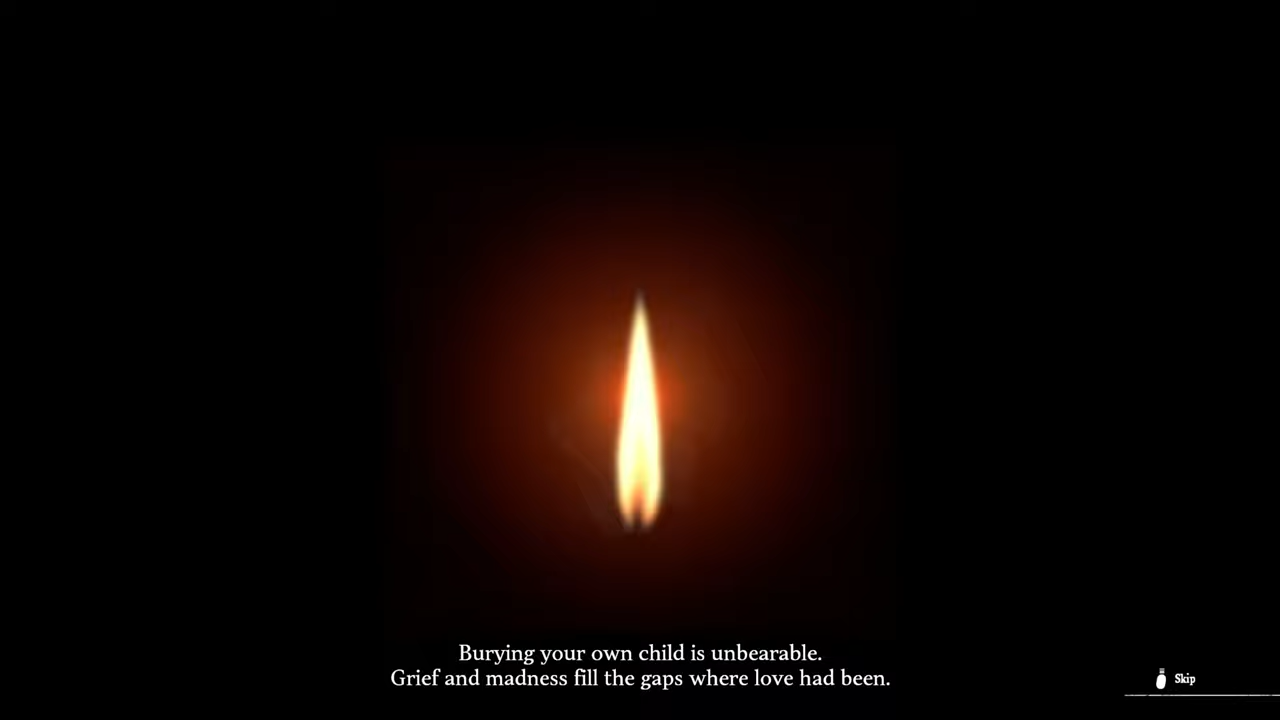 Burying your own child is unbearable.
Grief and madness fill the gaps where love had been.
Skip